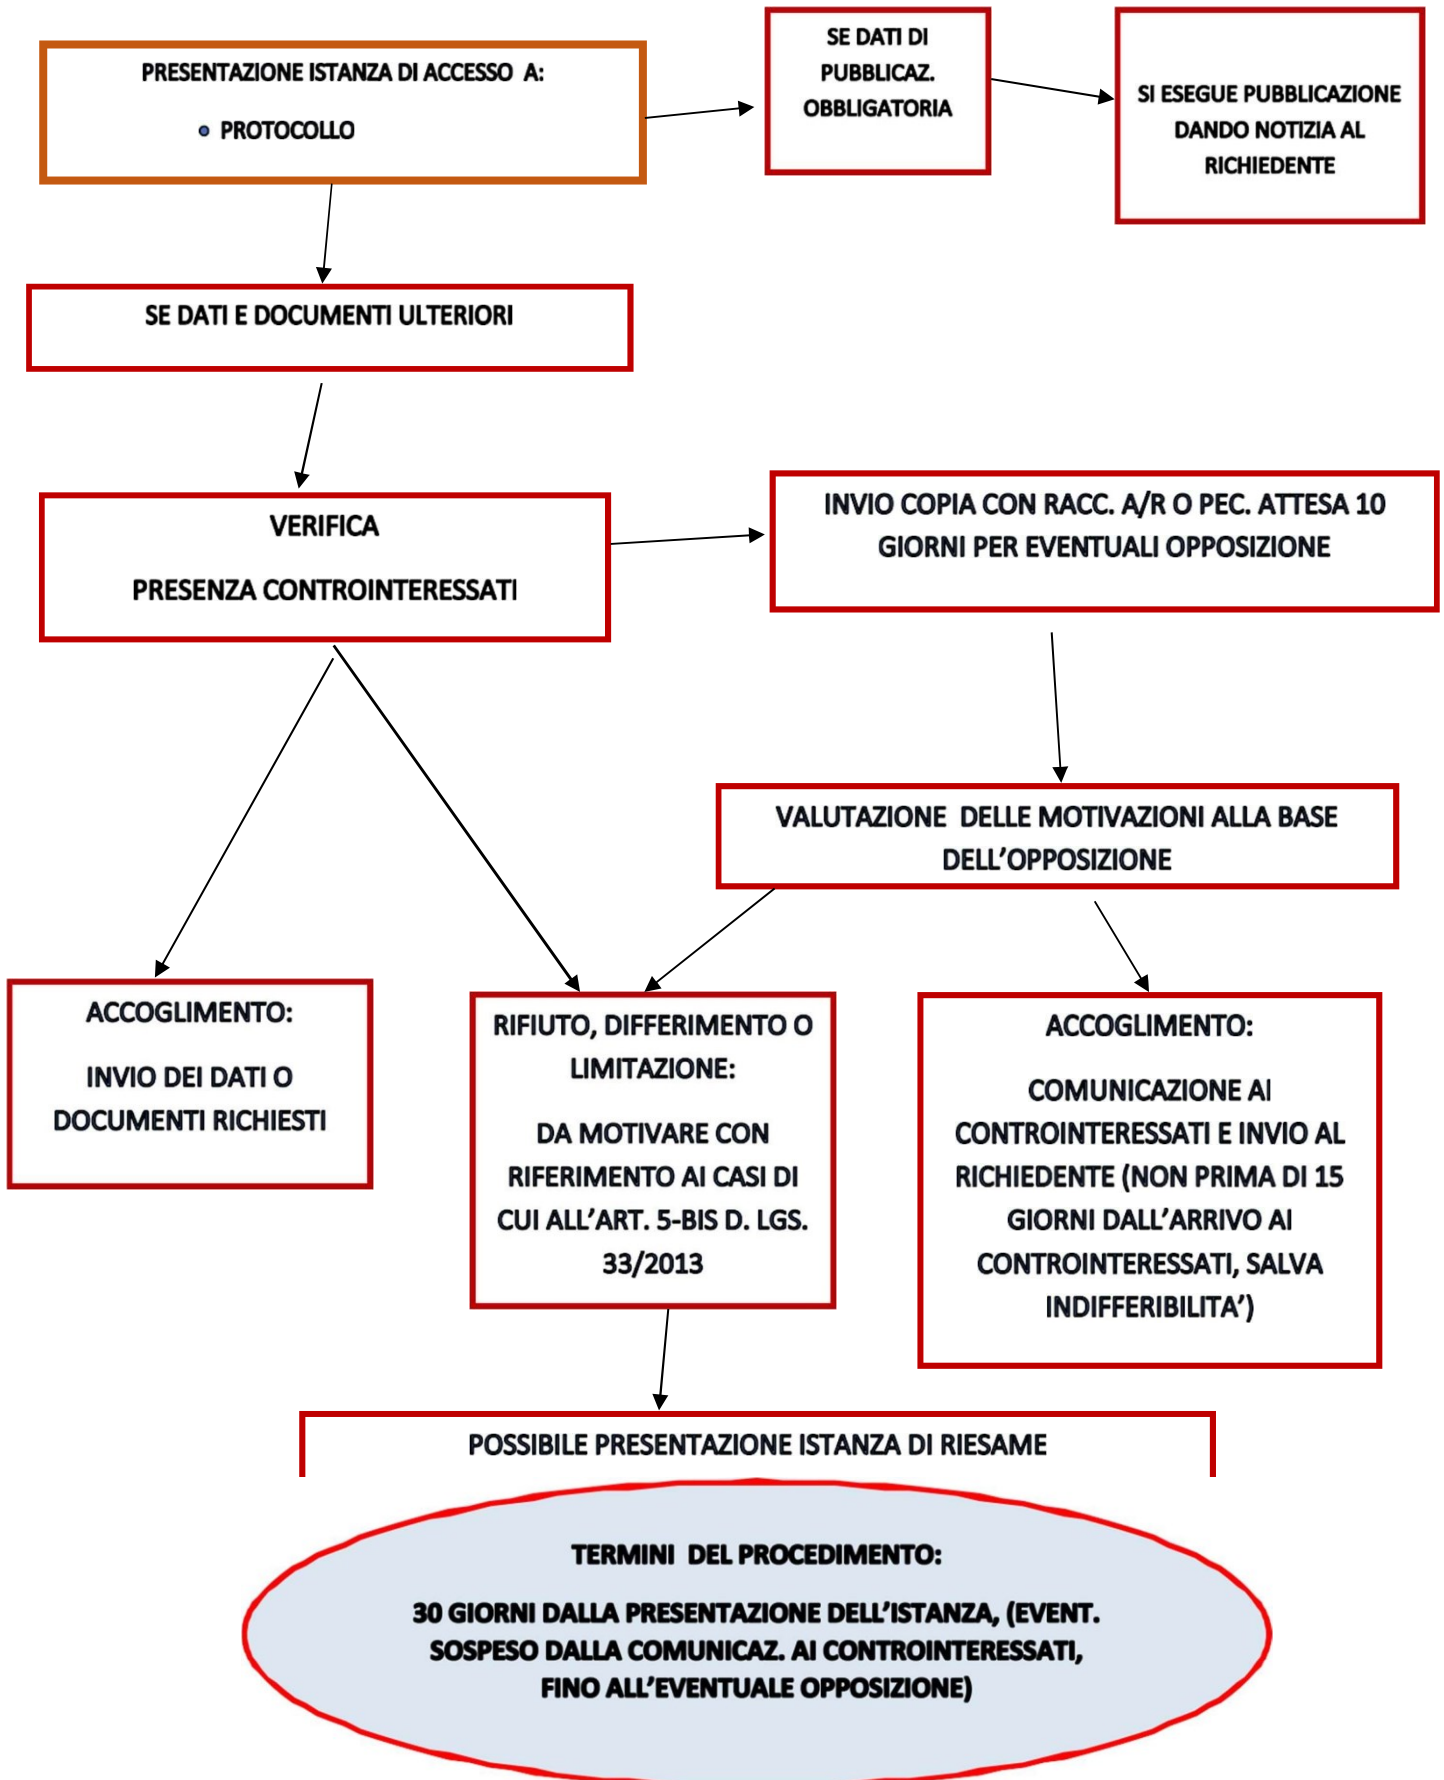 PRESENTAZIONE ISTANZA DI ACCESSO A:
• PROTOCOLLO
SE DATI DI
PUBBLICAZ.
OBBLIGATORIA
SI ESEGUE PUBBLICAZIONE
DANDO NOTIZIA AL
RICHIEDENTE
SE DATI E DOCUMENTI ULTERIORI
VERIFICA
PRESENZA CONTROINTERESSATI
INVIO COPIA CON RACC. A/R O PEC. ATTESA 10
GIORNI PER EVENTUALI OPPOSIZIONE
VALUTAZIONE DELLE MOTIVAZIONI ALLA BASE
DELL’OPPOSIZIONE
ACCOGLIMENTO:
INVIO DEI DATI O
DOCUMENTI RICHIESTI
RIFIUTO, DIFFERIMENTO O
LIMITAZIONE:
DA MOTIVARE CON
RIFERIMENTO AI CASI DI
CUI ALL’ART. 5-BIS D. LGS.
33/2013
ACCOGLIMENTO:
COMUNICAZIONE AI
CONTROINTERESSATI E INVIO AL
RICHIEDENTE (NON PRIMA DI 15
GIORNI DALL’ARRIVO AI
CONTROINTERESSATI, SALVA
INDIFFERIBILITA’)
POSSIBILE PRESENTAZIONE ISTANZA DI RIESAME
TERMINI DEL PROCEDIMENTO:
30 GIORNI DALLA PRESENTAZIONE DELL’ISTANZA, (EVENT.
SOSPESO DALLA COMUNICAZ. AI CONTROINTERESSATI,
FINO ALL’EVENTUALE OPPOSIZIONE)